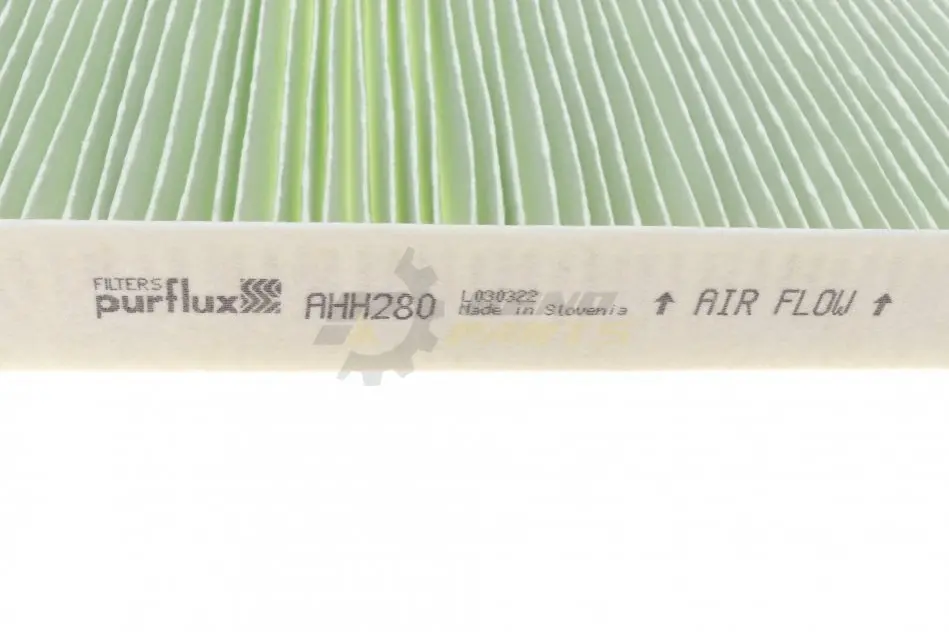 FILTERS
purflux
AHH280
L030322
Made in Slovenia
↑ AIR FLOW ↑